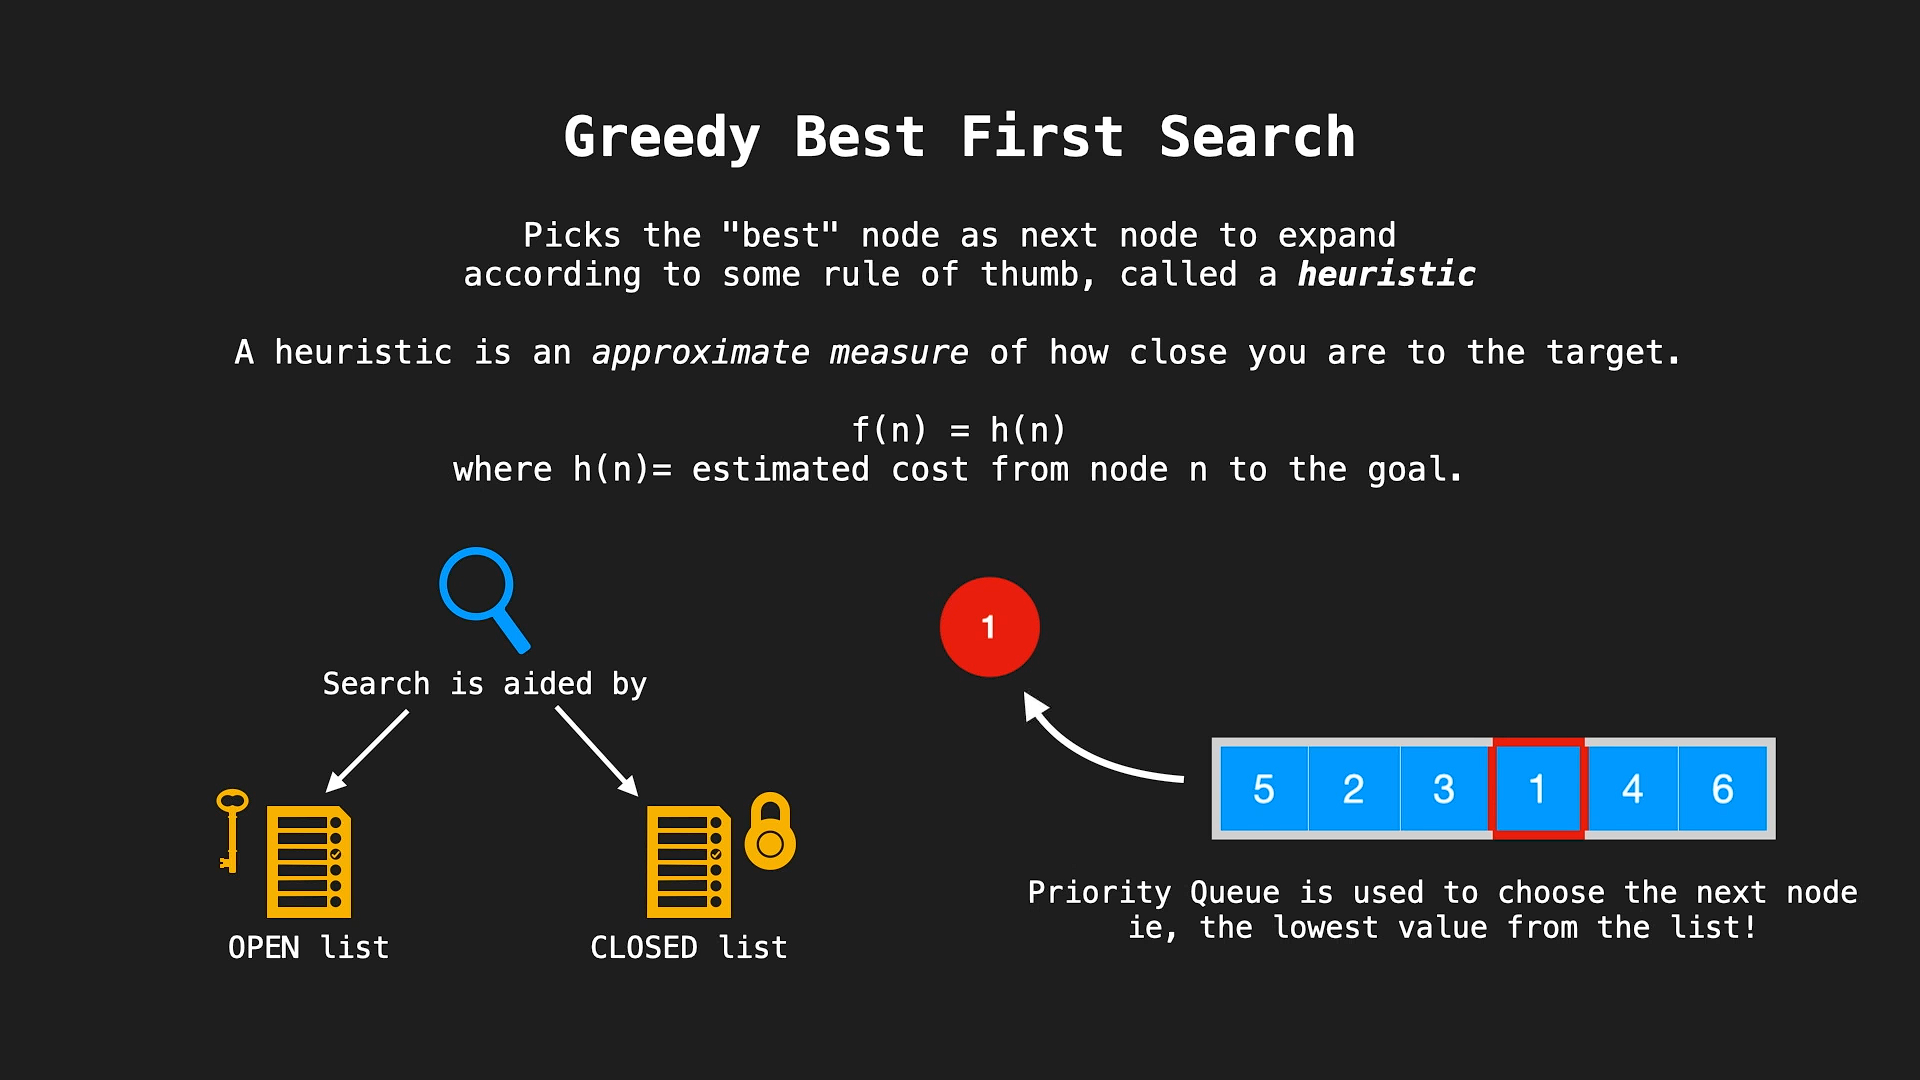 Greedy Best First Search
Picks the "best" node as next node to expand
according to some rule of thumb, called a heuristic
A heuristic is an approximate measure of how close you are to the target.
f(n) = h(n)
where h(n)= estimated cost from node n to the goal.
Search is aided by
OPEN list
CLOSED list
1
5 2 3 1 4 6
Priority Queue is used to choose the next node
ie, the lowest value from the list!